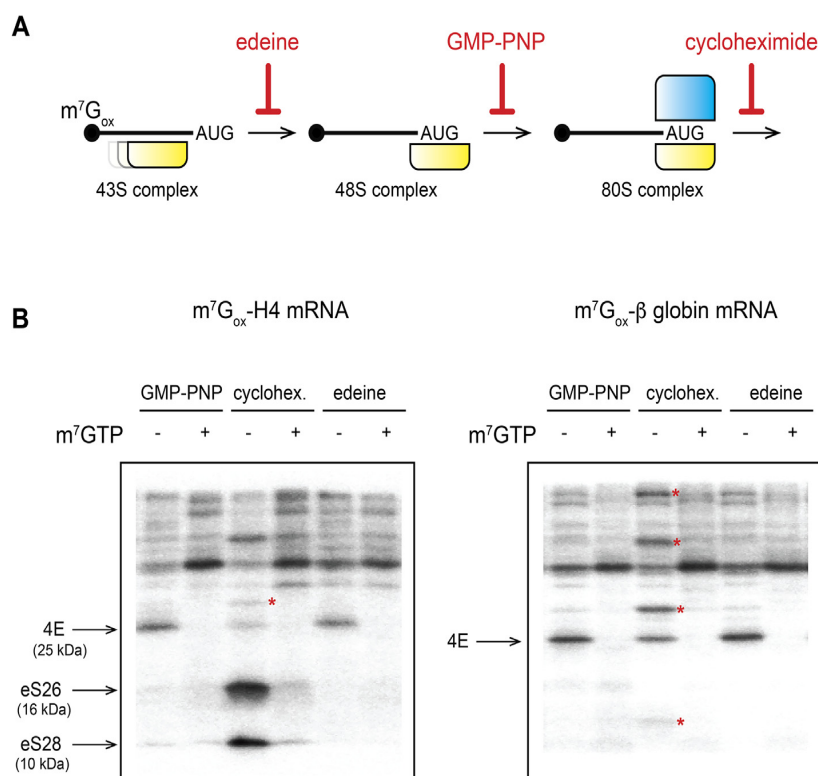 A
edeine GMP-PNP cycloheximide
m⁷Gₒₓ
AUG AUG AUG
43S complex 48S complex 80S complex
B
m⁷Gₒₓ-H4 mRNA m⁷Gₒₓ-β globin mRNA
GMP-PNP cyclohex. edeine GMP-PNP cyclohex. edeine
m⁷GTP - + - + - + m⁷GTP - + - + - +
*
*
*
4E *
(25 kDa)
4E
eS26
(16 kDa)
*
eS28
(10 kDa)